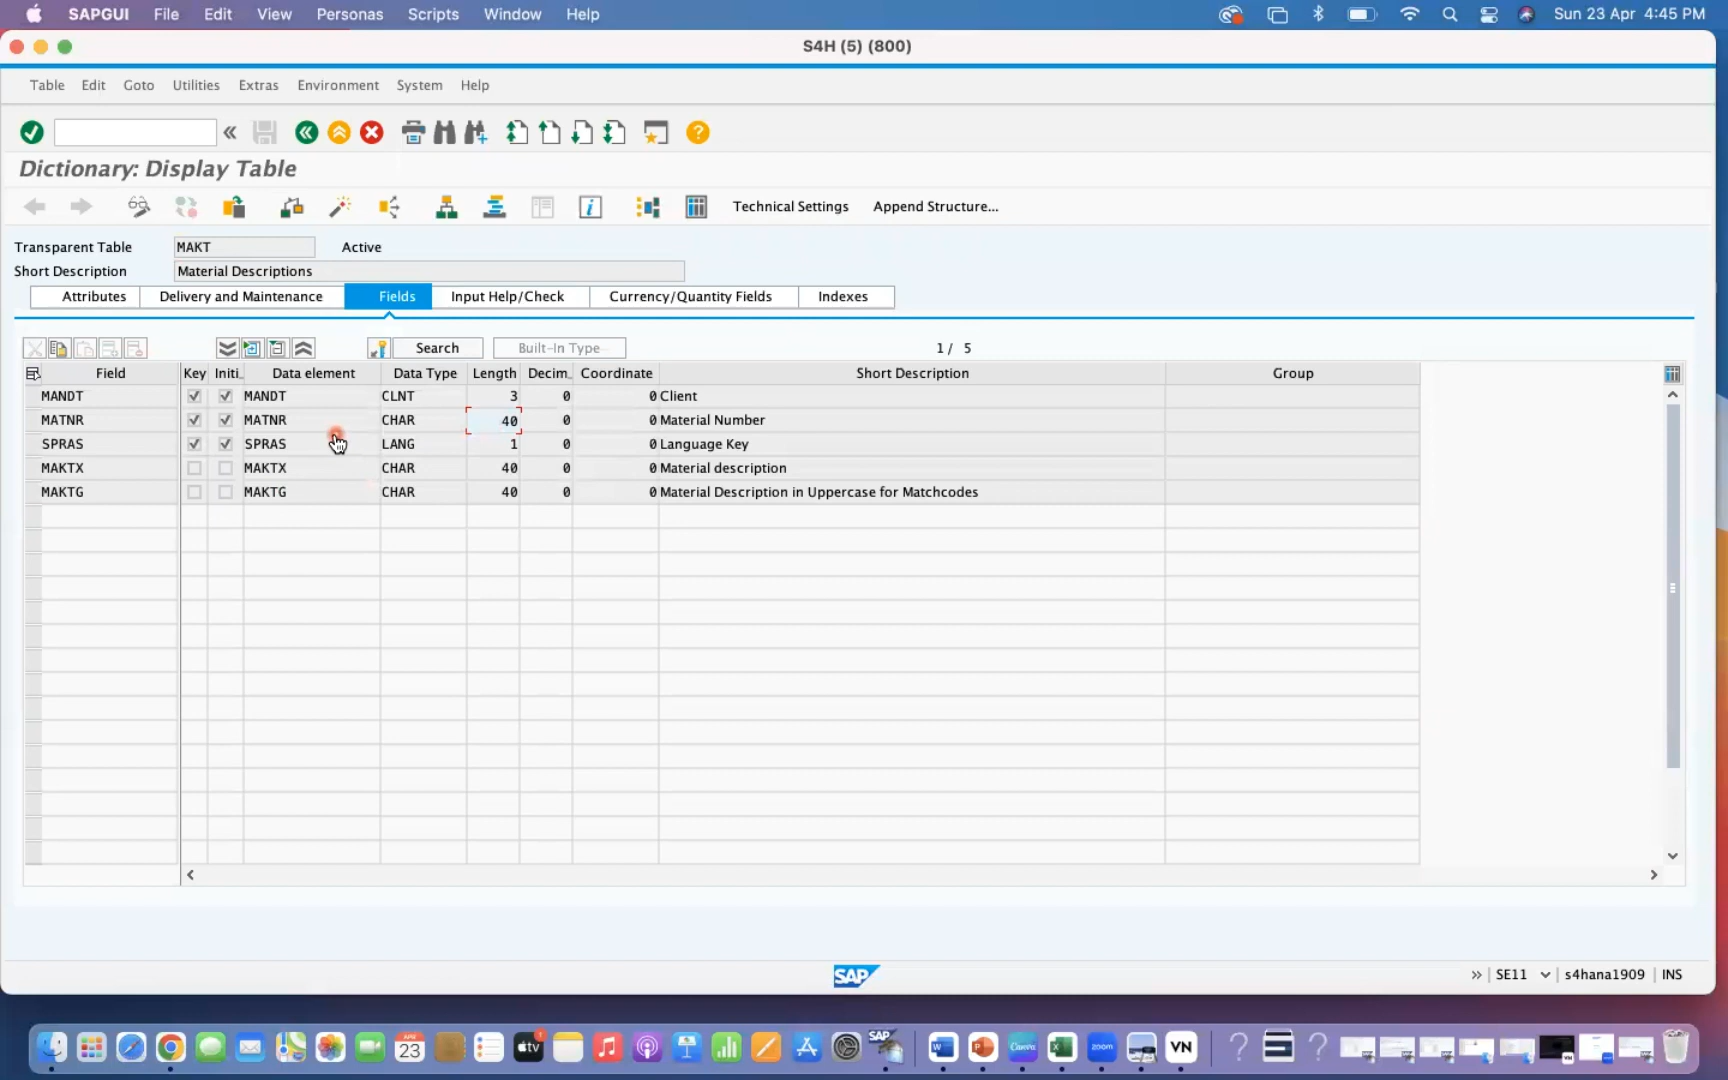 SAPGUI File Edit View Personas Scripts Window Help Sun 23 Apr 4:45 PM
S4H (5) (800)
Table Edit Goto Utilities Extras Environment System Help
Dictionary: Display Table
Technical Settings Append Structure...
Transparent Table MAKT Active
Short Description Material Descriptions
Attributes Delivery and Maintenance Fields Input Help/Check Currency/Quantity Fields Indexes
Search Built-In Type 1 / 5
Field Key Initi.. Data element Data Type Length Decim.. Coordinate Short Description Group
MANDT MANDT CLNT 3 0 0 Client
MATNR MATNR CHAR 40 0 0 Material Number
SPRAS SPRAS LANG 1 0 0 Language Key
MAKTX MAKTX CHAR 40 0 0 Material description
MAKTG MAKTG CHAR 40 0 0 Material Description in Uppercase for Matchcodes
SAP
SE11 s4hana1909 INS
APR
23
tv
SAP
W
P
Canva
X
zoom
VN